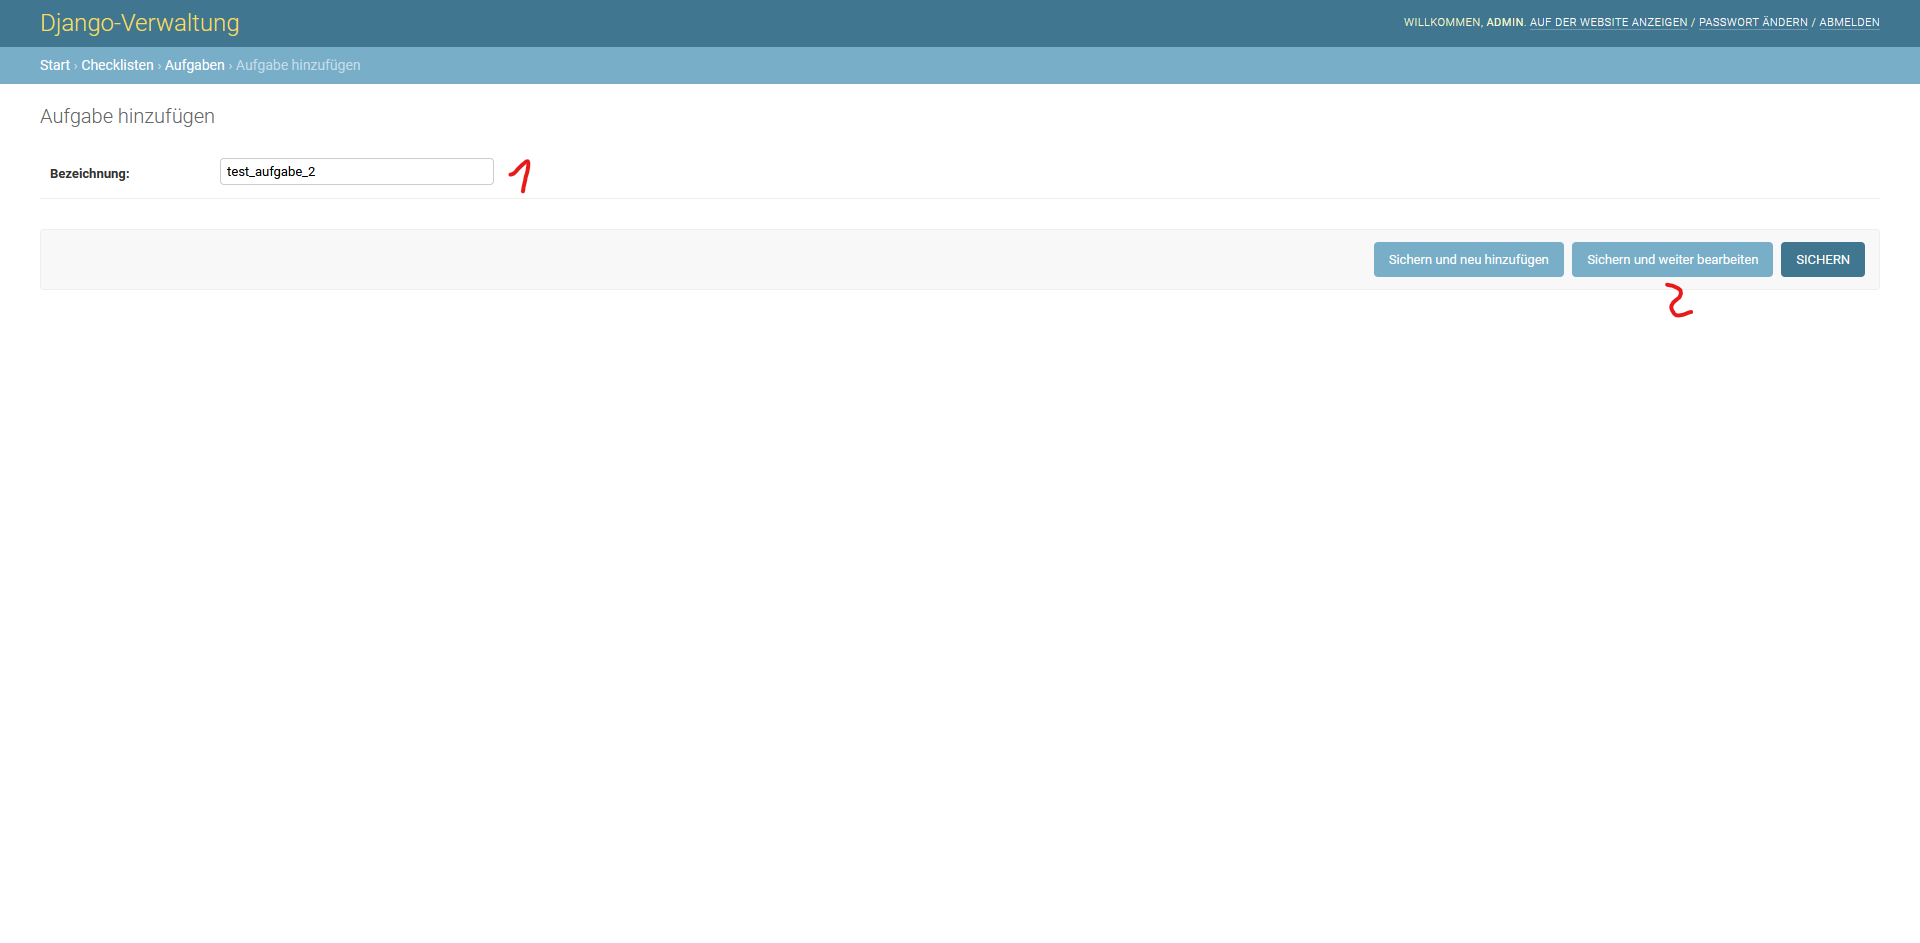 Django-Verwaltung
WILLKOMMEN, ADMIN. AUF DER WEBSITE ANZEIGEN / PASSWORT ÄNDERN / ABMELDEN
Start › Checklisten › Aufgaben › Aufgabe hinzufügen
Aufgabe hinzufügen
Bezeichnung: test_aufgabe_2 1
Sichern und neu hinzufügen Sichern und weiter bearbeiten SICHERN
2